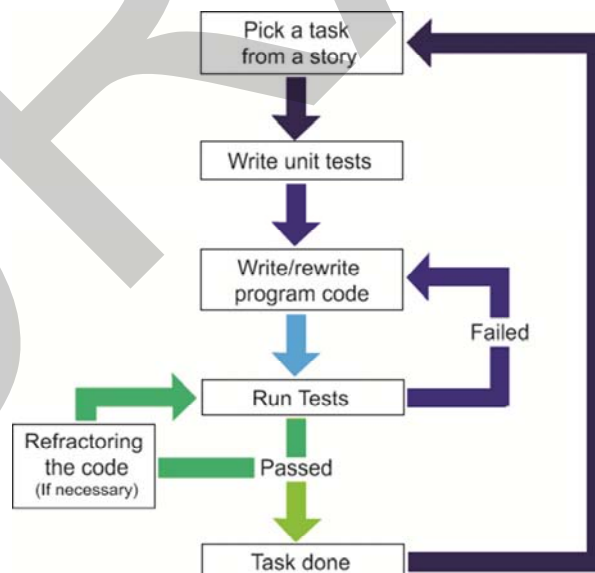 Pick a task
from a story
Write unit tests
Write/rewrite
program code
Failed
Run Tests
Refractoring
the code
(If necessary)
Passed
Task done